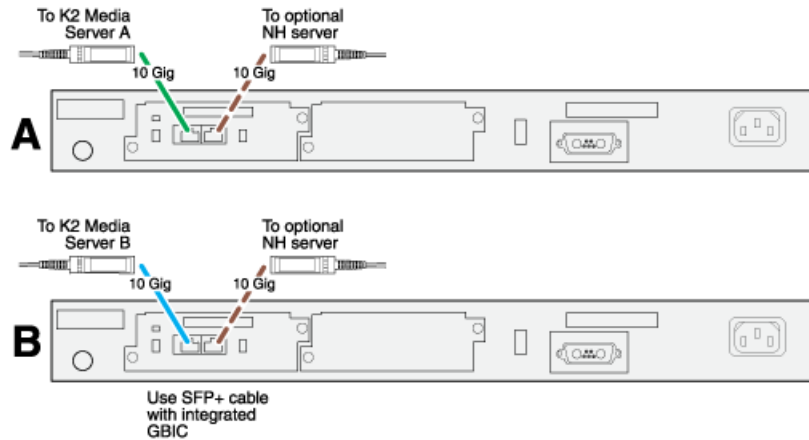 To K2 Media
Server A
To optional
NH server
10 Gig
10 Gig
A
To K2 Media
Server B
To optional
NH server
10 Gig
10 Gig
B
Use SFP+ cable
with integrated
GBIC